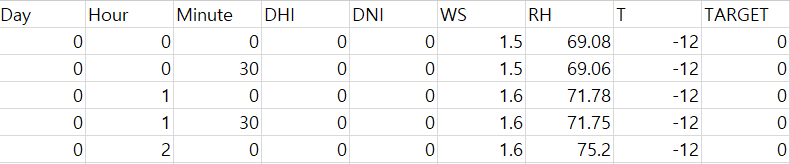 Day Hour Minute DHI DNI WS RH T TARGET
0 0 0 0 0 1.5 69.08 -12 0
0 0 30 0 0 1.5 69.06 -12 0
0 1 0 0 0 1.6 71.78 -12 0
0 1 30 0 0 1.6 71.75 -12 0
0 2 0 0 0 1.6 75.2 -12 0